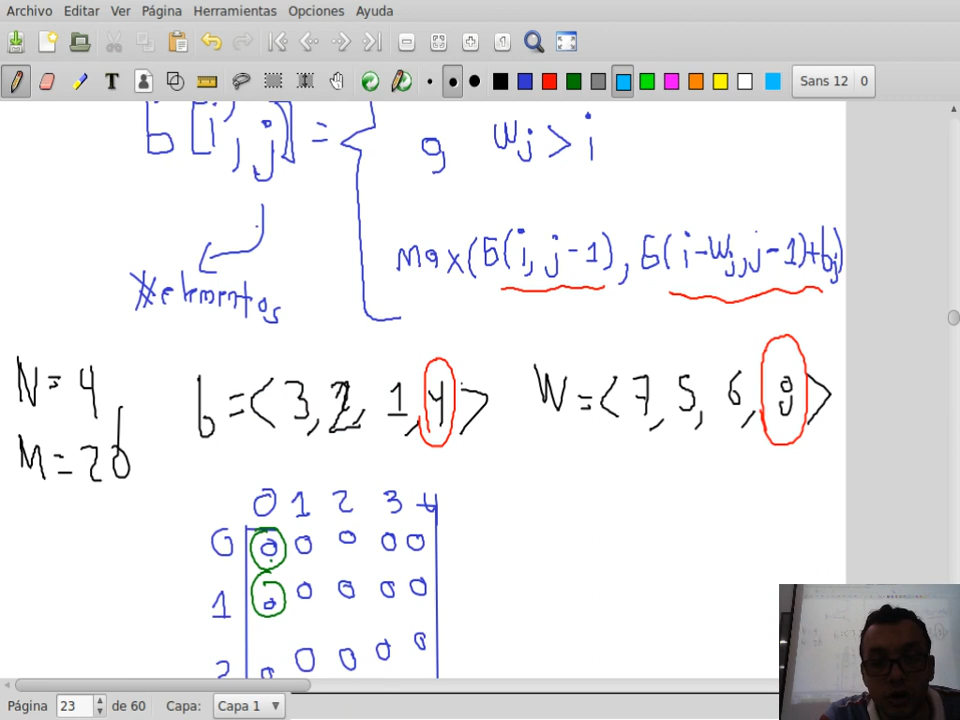 Archivo Editar Ver Página Herramientas Opciones Ayuda
Sans 12 0
b[i, j] =
g wj > i
max(b(i, j-1), b(i-wj, j-1)+bj)
#elementos
N=4
M=20
b=<3, 2, 1, 4>
W=<7, 5, 6, 9>
0 1 2 3 4
0 0 0 0 0 0
1 0 0 0 0 0
2 0 0 0 0 0
Página 23 de 60 Capa: Capa 1